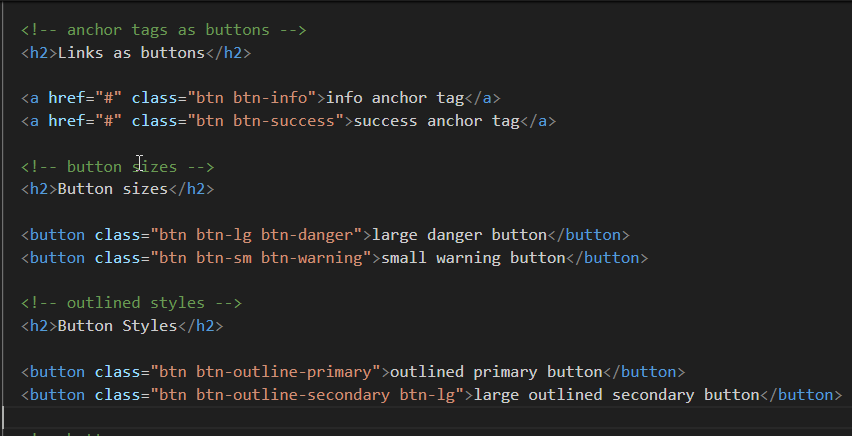 <!-- anchor tags as buttons -->
<h2>Links as buttons</h2>
<a href="#" class="btn btn-info">info anchor tag</a>
<a href="#" class="btn btn-success">success anchor tag</a>
<!-- button sizes -->
<h2>Button sizes</h2>
<button class="btn btn-lg btn-danger">large danger button</button>
<button class="btn btn-sm btn-warning">small warning button</button>
<!-- outlined styles -->
<h2>Button Styles</h2>
<button class="btn btn-outline-primary">outlined primary button</button>
<button class="btn btn-outline-secondary btn-lg">large outlined secondary button</button>